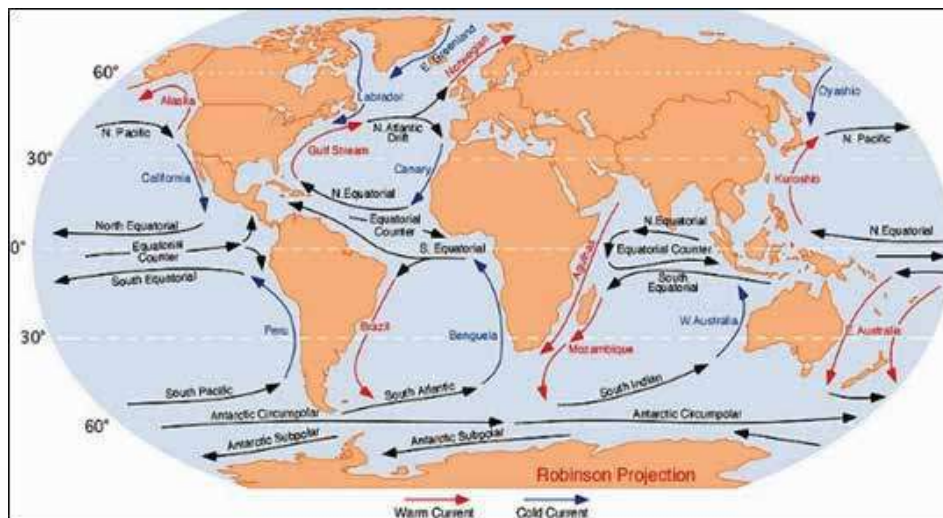 E. Greenland
Norwegian
60°
Labrador
Oyashio
Alaska
N. Pacific
N. Atlantic
Drift
N. Pacific
Gulf Stream
30°
Canary
California
Kuroshio
N. Equatorial
North Equatorial
Equatorial
Counter
N. Equatorial
N. Equatorial
0°
Equatorial
Counter
S. Equatorial
Equatorial Counter
South Equatorial
Agulhas
South
Equatorial
Peru
Brazil
Benguela
W. Australia
E. Australia
30°
Mozambique
South Pacific
South Atlantic
South Indian
Antarctic Circumpolar
Antarctic Circumpolar
60°
Antarctic Subpolar
Antarctic Subpolar
Robinson Projection
Warm Current
Cold Current